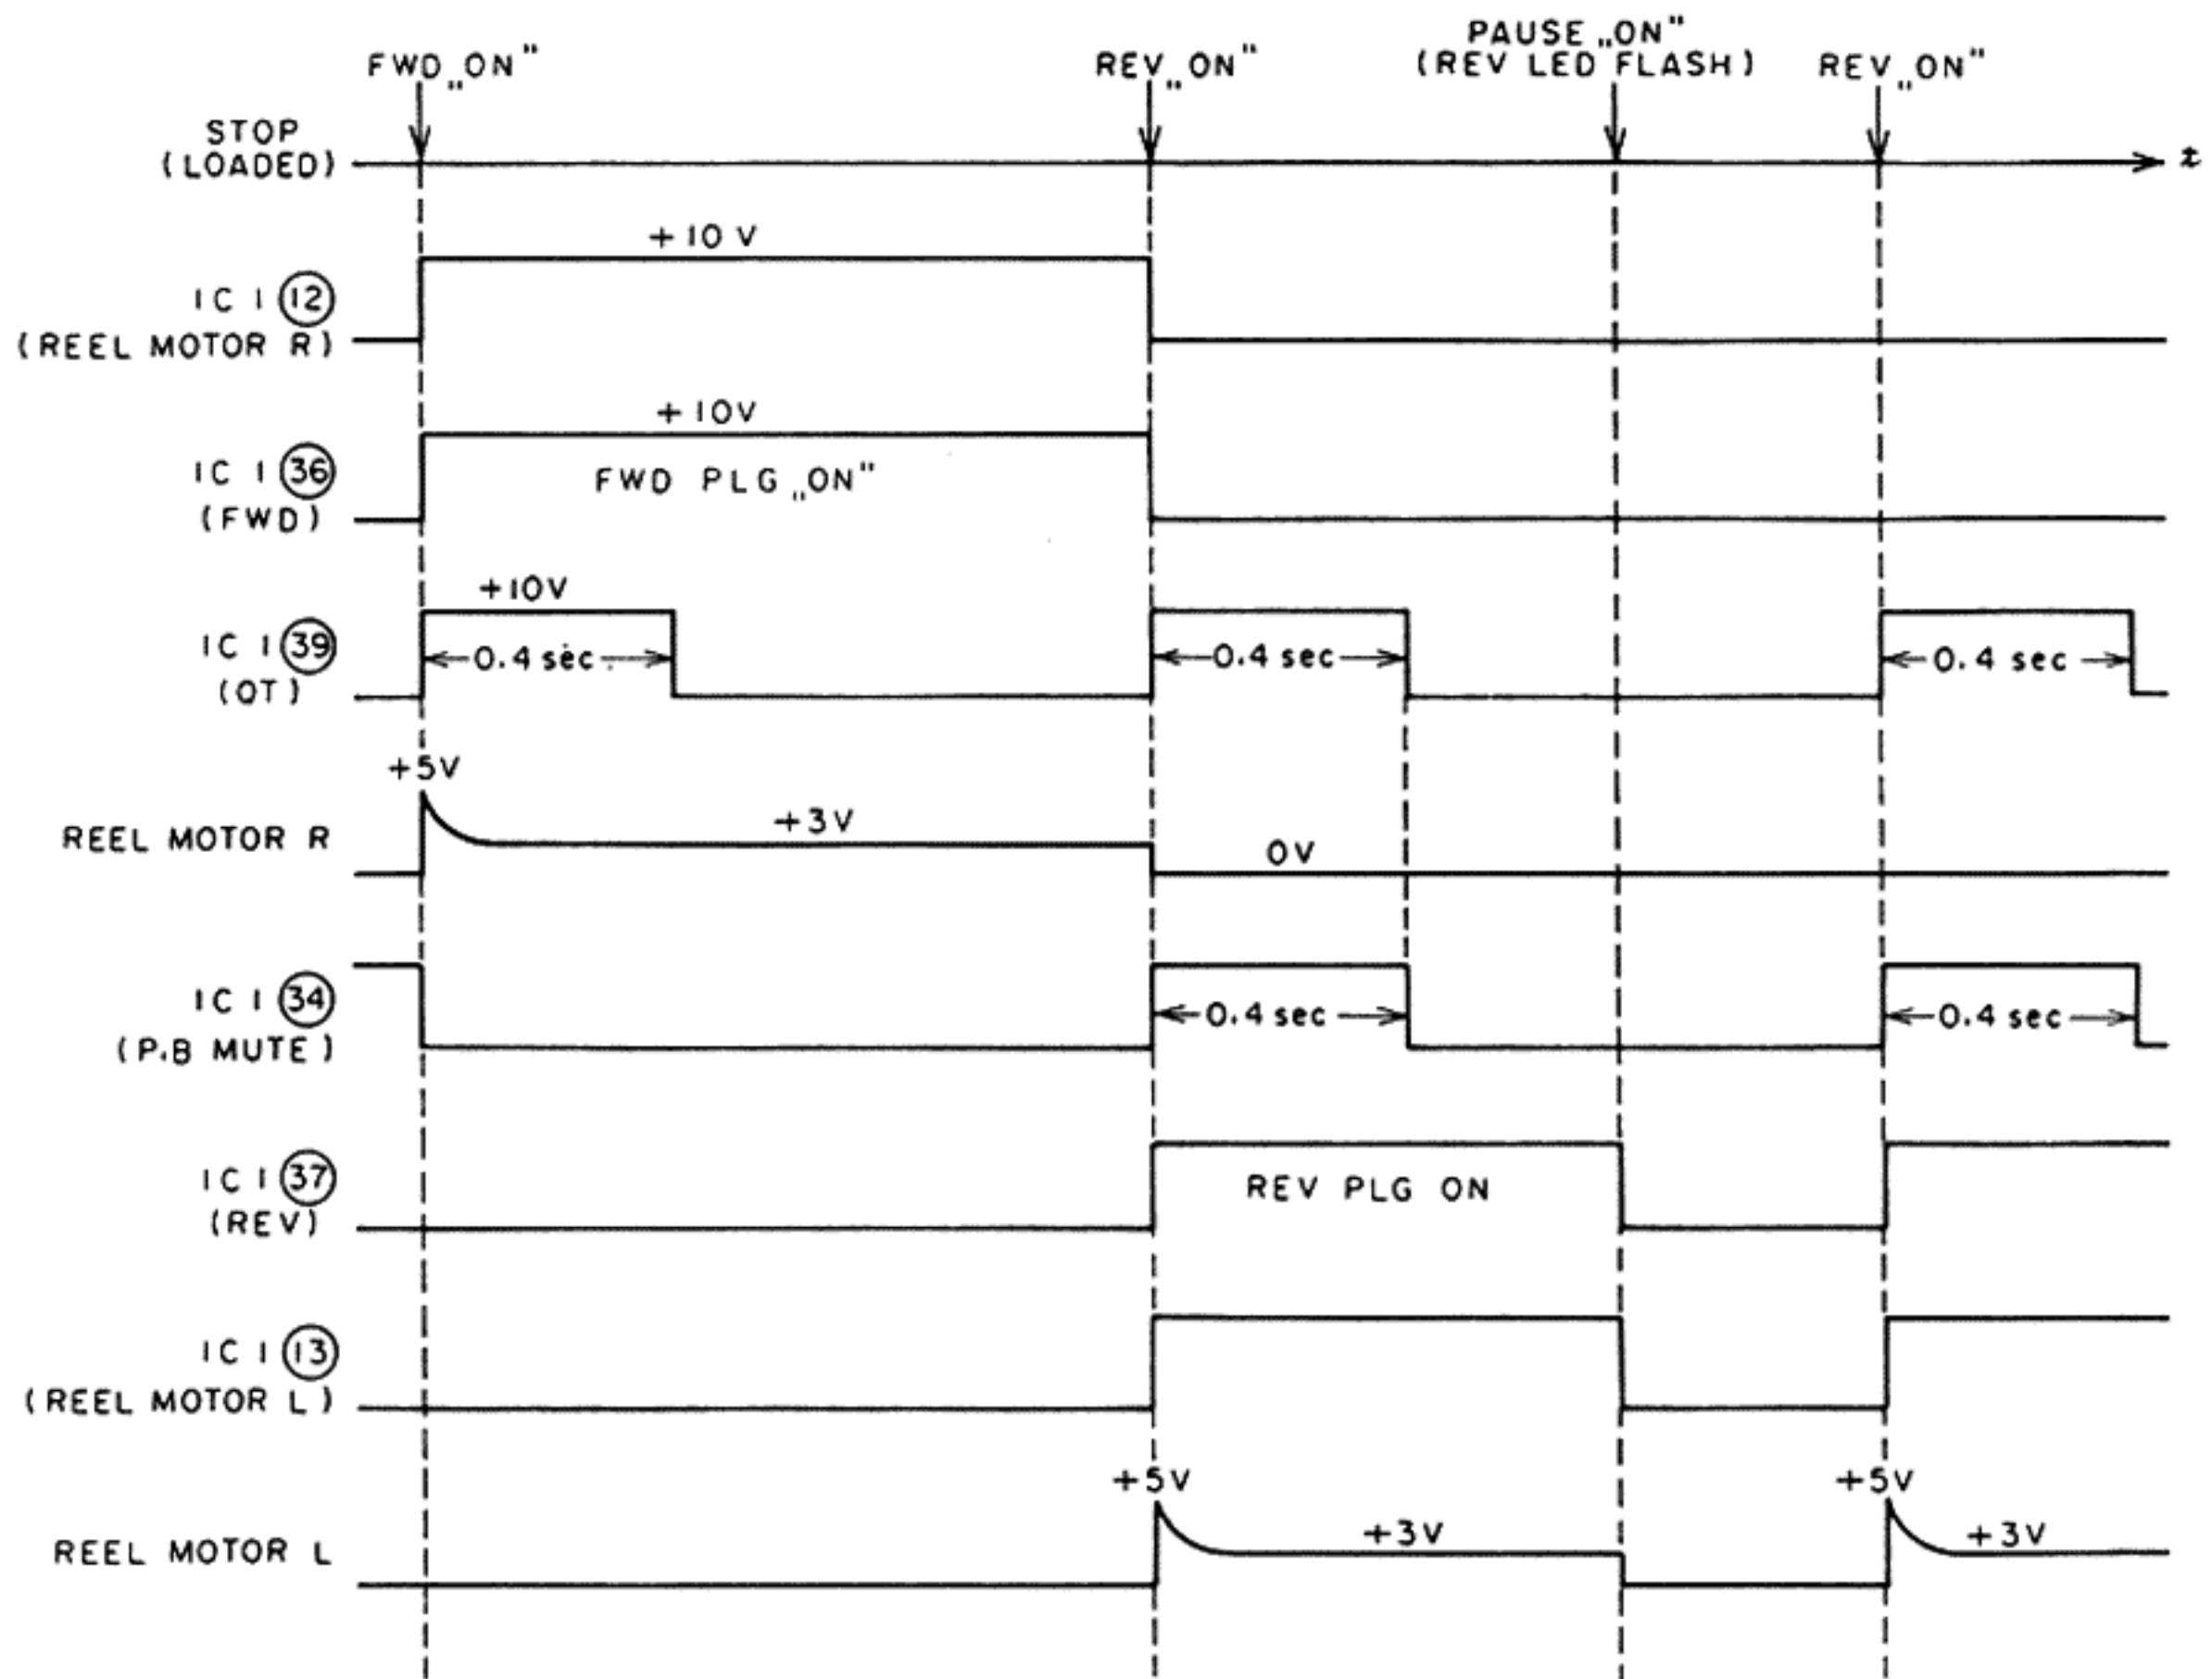 FWD „ON"
REV „ON"
PAUSE „ON"
(REV LED FLASH)
REV „ON"
STOP
(LOADED)
t
+10 V
IC 1 12
(REEL MOTOR R)
+10V
IC 1 36
FWD PLG „ON"
(FWD)
+10V
IC 1 39
0.4 sec
0.4 sec
0.4 sec
(OT)
+5V
REEL MOTOR R
+3V
0V
IC 1 34
0.4 sec
0.4 sec
(P.B MUTE)
IC 1 37
REV PLG ON
(REV)
IC 1 13
(REEL MOTOR L)
+5V
+5V
REEL MOTOR L
+3V
+3V